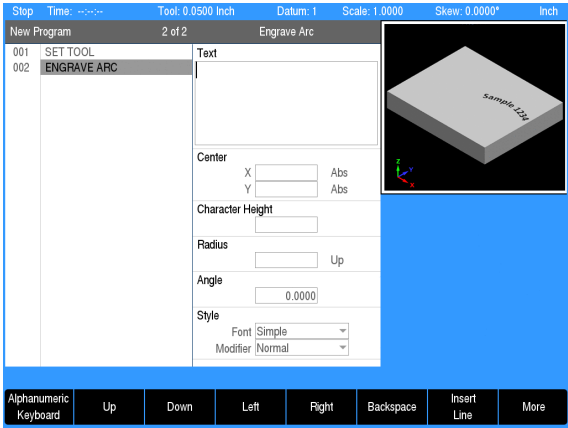 Stop Time: --:--:-- Tool: 0.0500 Inch Datum: 1 Scale: 1.0000 Skew: 0.0000° Inch
New Program 2 of 2 Engrave Arc
001 SET TOOL
002 ENGRAVE ARC
Text
Center
X Abs
Y Abs
Character Height
Radius
Up
Angle
0.0000
Style
Font Simple
Modifier Normal
Sample 1234
Z
Y
X
Alphanumeric Keyboard Up Down Left Right Backspace Insert Line More